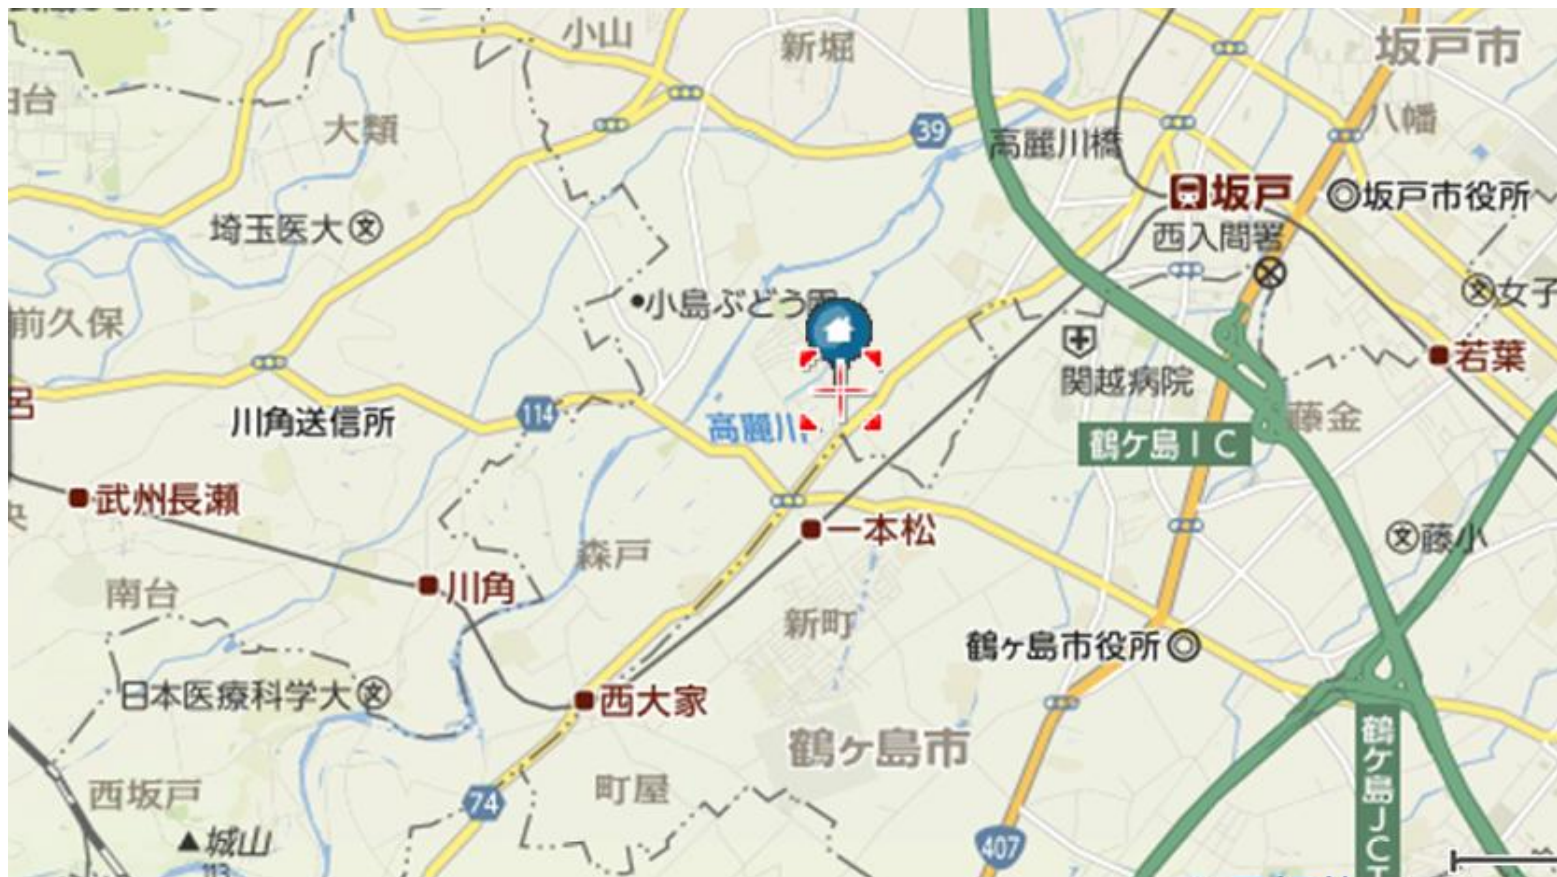 小山
新堀
坂戸市
台
大類
39
高麗川橋
八幡
坂戸
坂戸市役所
埼玉医大
文
西入間署
小島ぶどう園
文
女子
前久保
若葉
関越病院
呂
川角送信所
114
高麗川
藤金
鶴ヶ島IC
武州長瀬
一本松
文
藤小
森戸
川角
南台
新町
鶴ヶ島市役所
日本医療科学大
文
西大家
鶴ヶ島市
鶴ヶ島JCT
西坂戸
74
町屋
城山
113
407